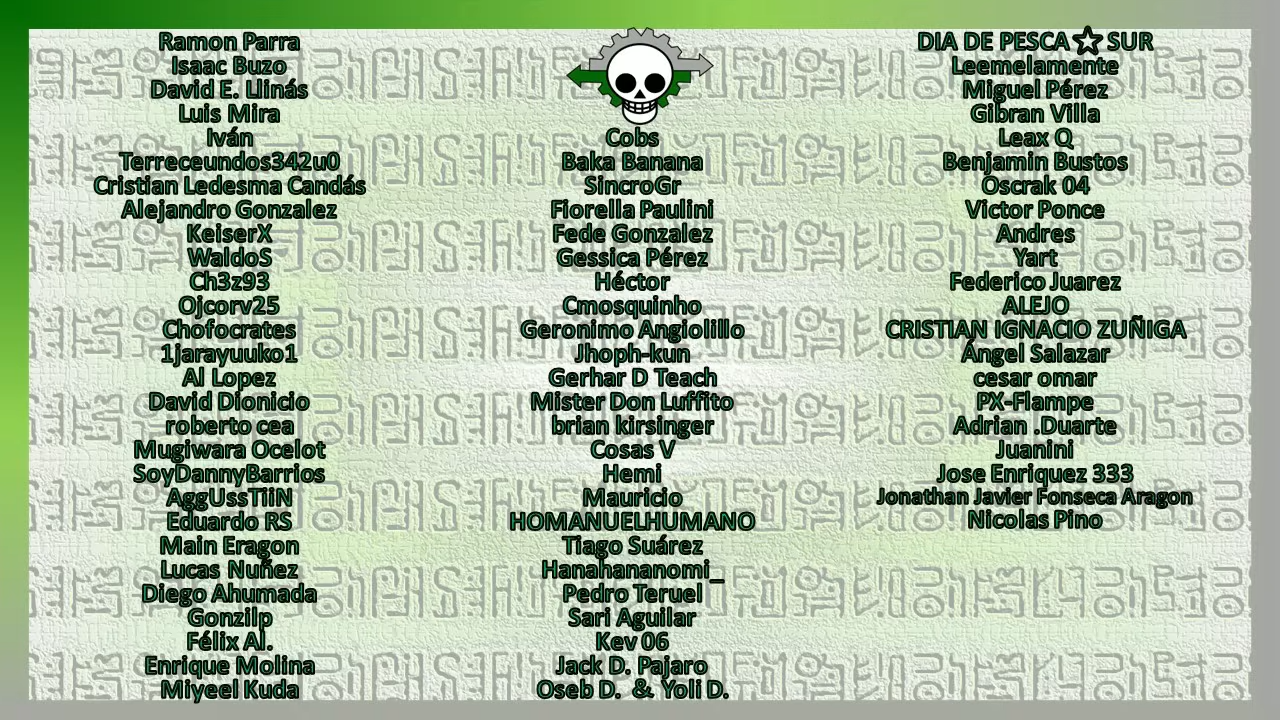 Ramon Parra
Isaac Buzo
David E. Llinás
Luis Mira
Iván
Terreceundos342u0
Cristian Ledesma Candás
Alejandro Gonzalez
KeiserX
WaldoS
Ch3z93
Ojcorv25
Chofocrates
1jarayuuko1
Al Lopez
David Dionicio
roberto cea
Mugiwara Ocelot
SoyDannyBarrios
AggUssTiiN
Eduardo RS
Main Eragon
Lucas Nuñez
Diego Ahumada
Gonzilp
Félix Al.
Enrique Molina
Miyeel Kuda
Cobs
Baka Banana
SincroGr
Fiorella Paulini
Fede Gonzalez
Gessica Pérez
Héctor
Cmosquinho
Geronimo Angiolillo
Jhoph-kun
Gerhar D Teach
Mister Don Luffito
brian kirsinger
Cosas V
Hemi
Mauricio
HOMANUELHUMANO
Tiago Suárez
Hanahananomi_
Pedro Teruel
Sari Aguilar
Kev 06
Jack D. Pajaro
Oseb D. & Yoli D.
DIA DE PESCA☆SUR
Leemelamente
Miguel Pérez
Gibran Villa
Leax Q
Benjamin Bustos
Oscrak 04
Victor Ponce
Andres
Yart
Federico Juarez
ALEJO
CRISTIAN IGNACIO ZUÑIGA
Ángel Salazar
cesar omar
PX-Flampe
Adrian .Duarte
Juanini
Jose Enriquez 333
Jonathan Javier Fonseca Aragon
Nicolas Pino